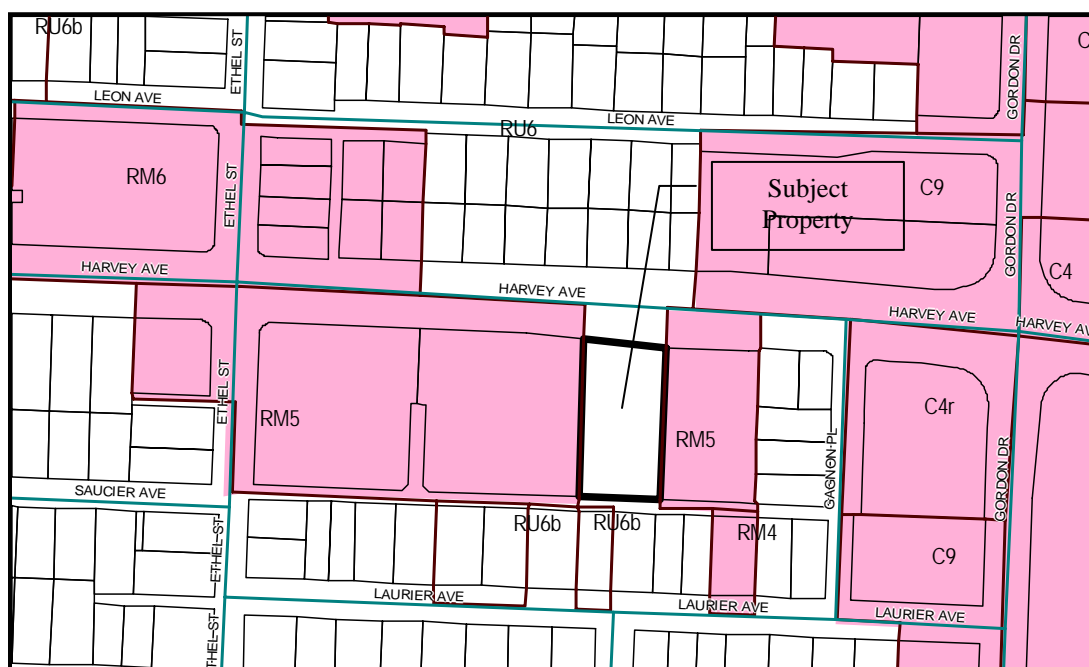 RU6b
ETHEL ST
GORDON DR
C
LEON AVE
LEON AVE
RU6
RM6
ETHEL ST
Subject
Property
C9
GORDON DR
C4
HARVEY AVE
HARVEY AVE
HARVEY AVE
HARVEY AV
ETHEL ST
RM5
RM5
C4r
GAGNON PL
GORDON DR
SAUCIER AVE
RU6b
RU6b
RM4
ETHEL ST
C9
LAURIER AVE
LAURIER AVE
LAURIER AVE
THEL ST